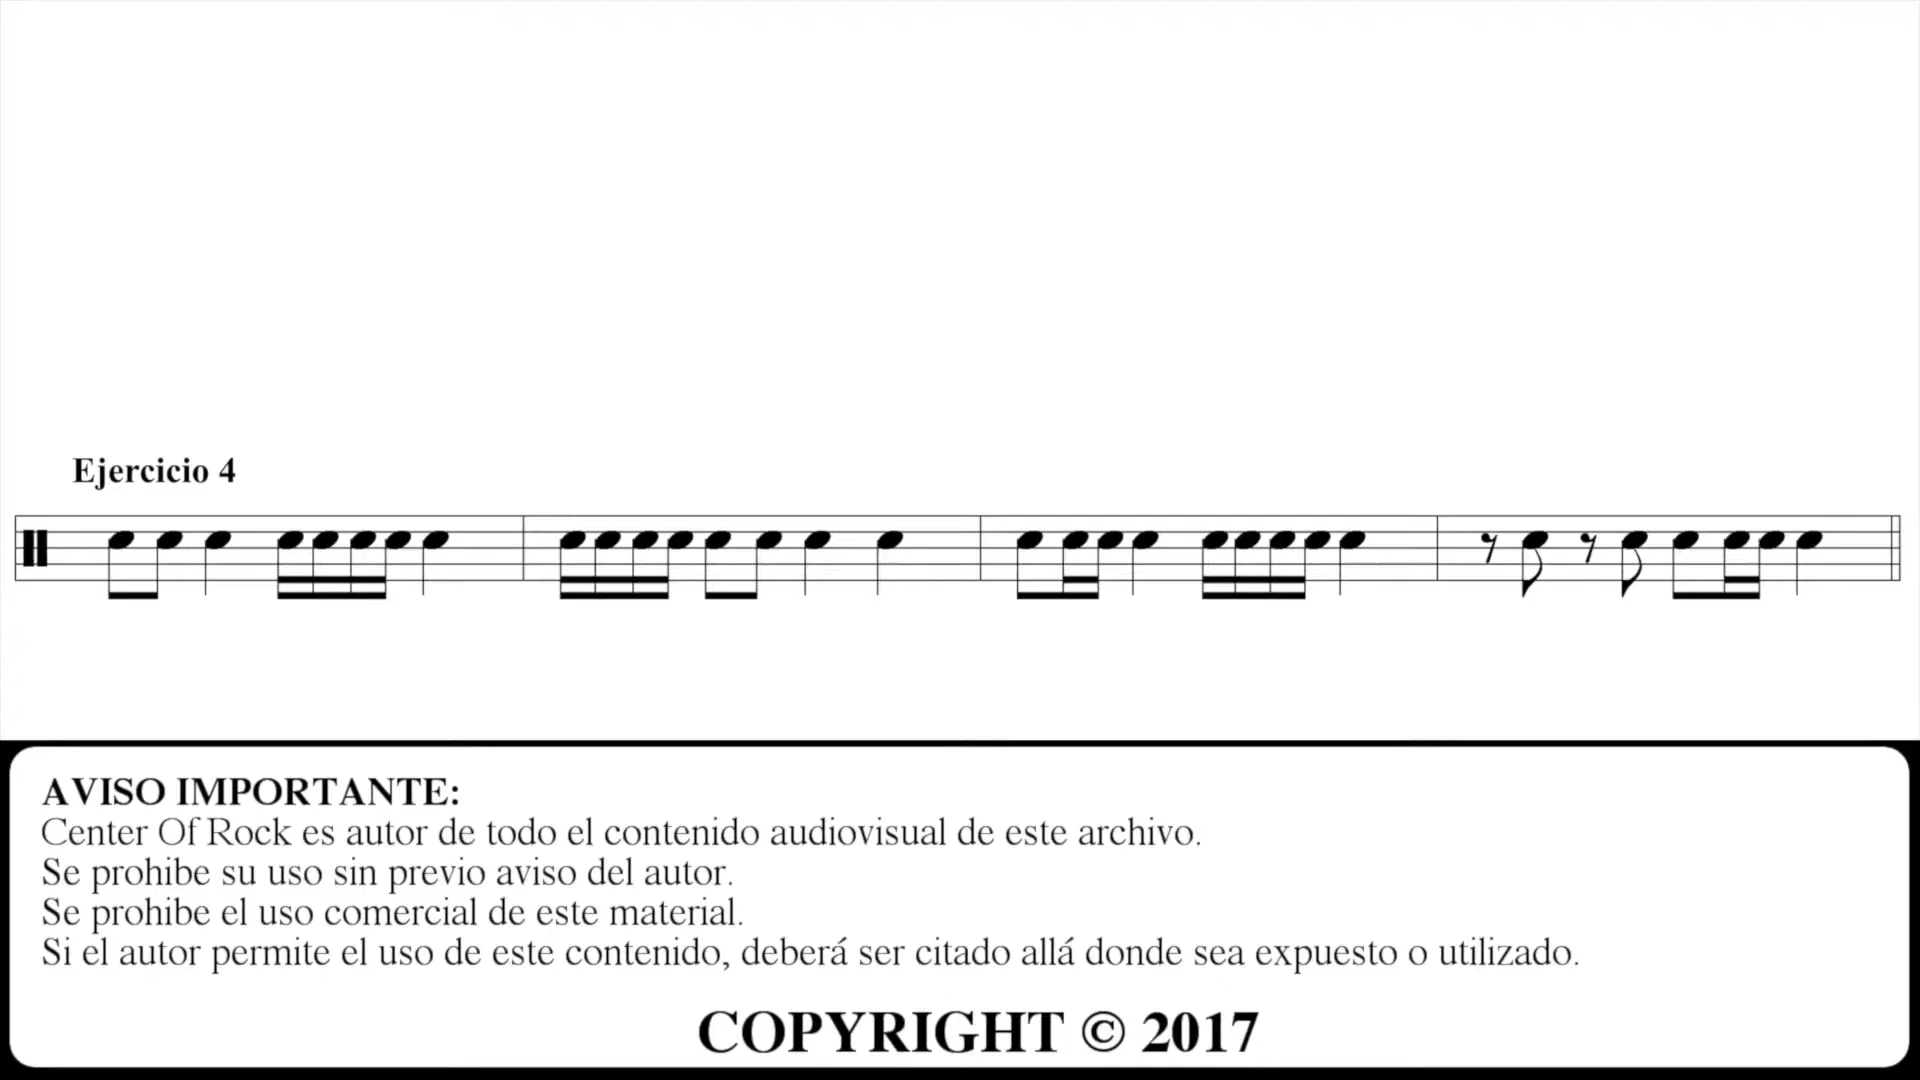 Ejercicio 4
AVISO IMPORTANTE:
Center Of Rock es autor de todo el contenido audiovisual de este archivo.
Se prohibe su uso sin previo aviso del autor.
Se prohibe el uso comercial de este material.
Si el autor permite el uso de este contenido, deberá ser citado allá donde sea expuesto o utilizado.
COPYRIGHT © 2017